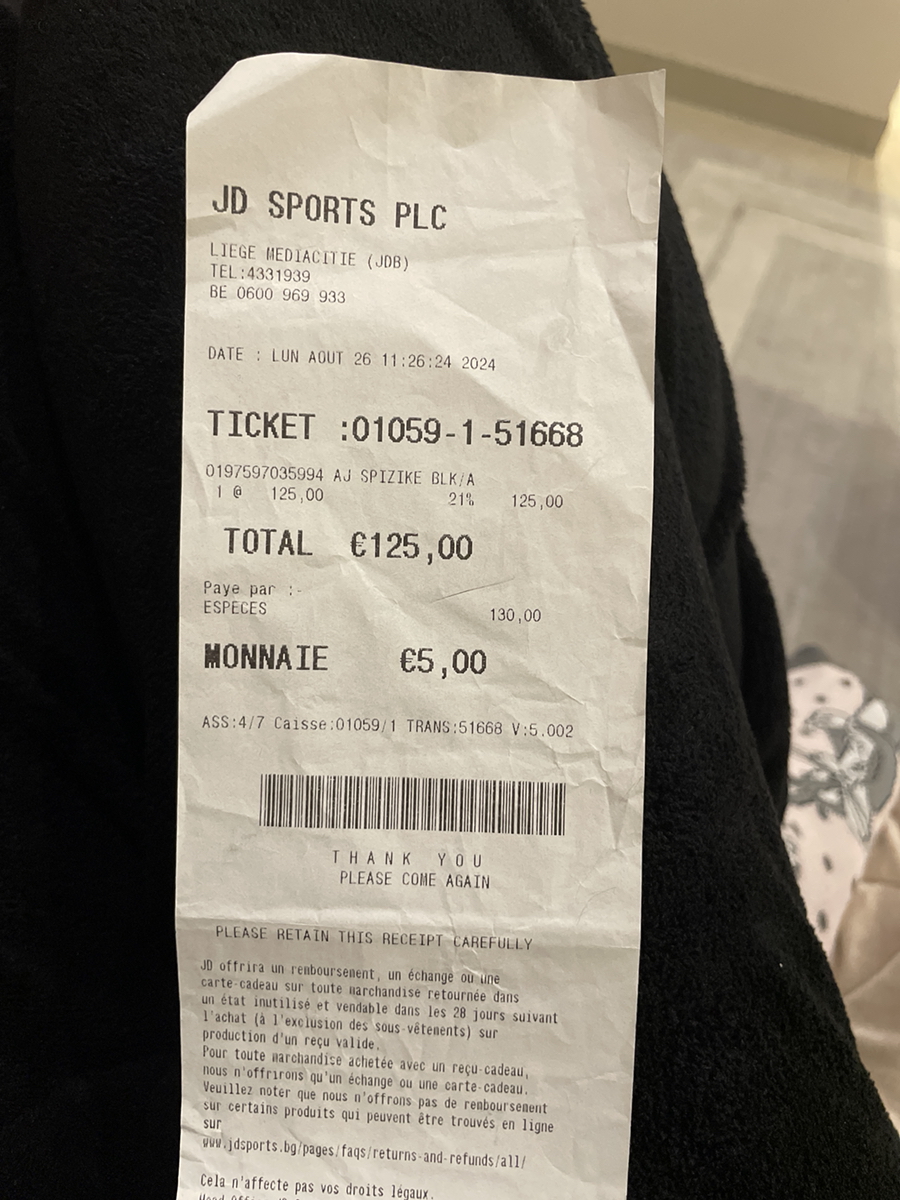 JD SPORTS PLC
LIEGE MEDIACITIE (JDB)
TEL:4331939
BE 0600 969 933
DATE : LUN AOUT 26 11:26:24 2024
TICKET :01059-1-51668
0197597035994 AJ SPIZIKE BLK/A
1 @ 125,00 21% 125,00
TOTAL €125,00
Paye par :-
ESPECES 130,00
MONNAIE €5,00
ASS:4/7 Caisse:01059/1 TRANS:51668 V:5.002
THANK YOU
PLEASE COME AGAIN
PLEASE RETAIN THIS RECEIPT CAREFULLY
JD offrira un remboursement, un échange ou une
carte-cadeau sur toute marchandise retournée dans
un état inutilisé et vendable dans les 28 jours suivant
l'achat (à l'exclusion des sous-vêtements) sur
production d'un reçu valide.
Pour toute marchandise achetée avec un reçu-cadeau,
nous n'offrirons qu'un échange ou une carte-cadeau.
Veuillez noter que nous n'offrons pas de remboursement
sur certains produits qui peuvent être trouvés en ligne
sur
www.jdsports.bg/pages/faqs/returns-and-refunds/all/
Cela n'affecte pas vos droits légaux.